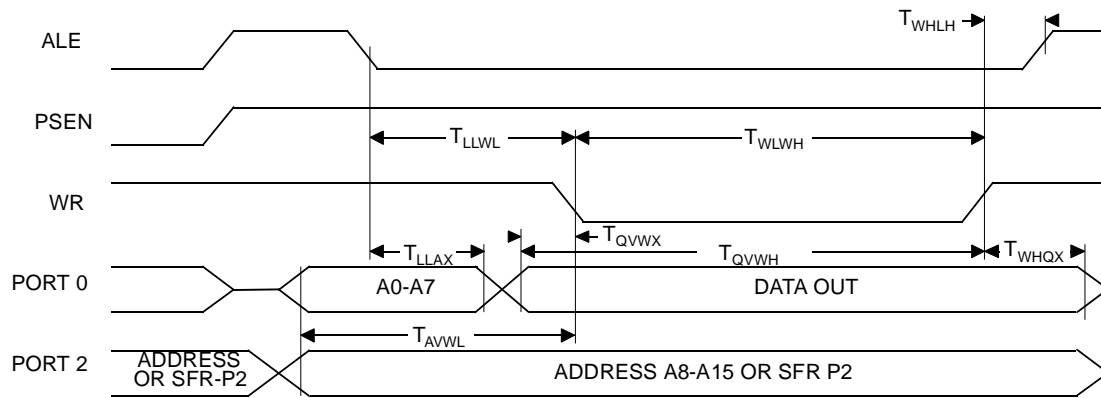 ALE
T_WHLH
PSEN
T_LLWL
T_WLWH
WR
T_LLAX
T_QVWX
T_QVWH
T_WHQX
PORT 0
A0-A7
DATA OUT
T_AVWL
PORT 2
ADDRESS
OR SFR-P2
ADDRESS A8-A15 OR SFR P2